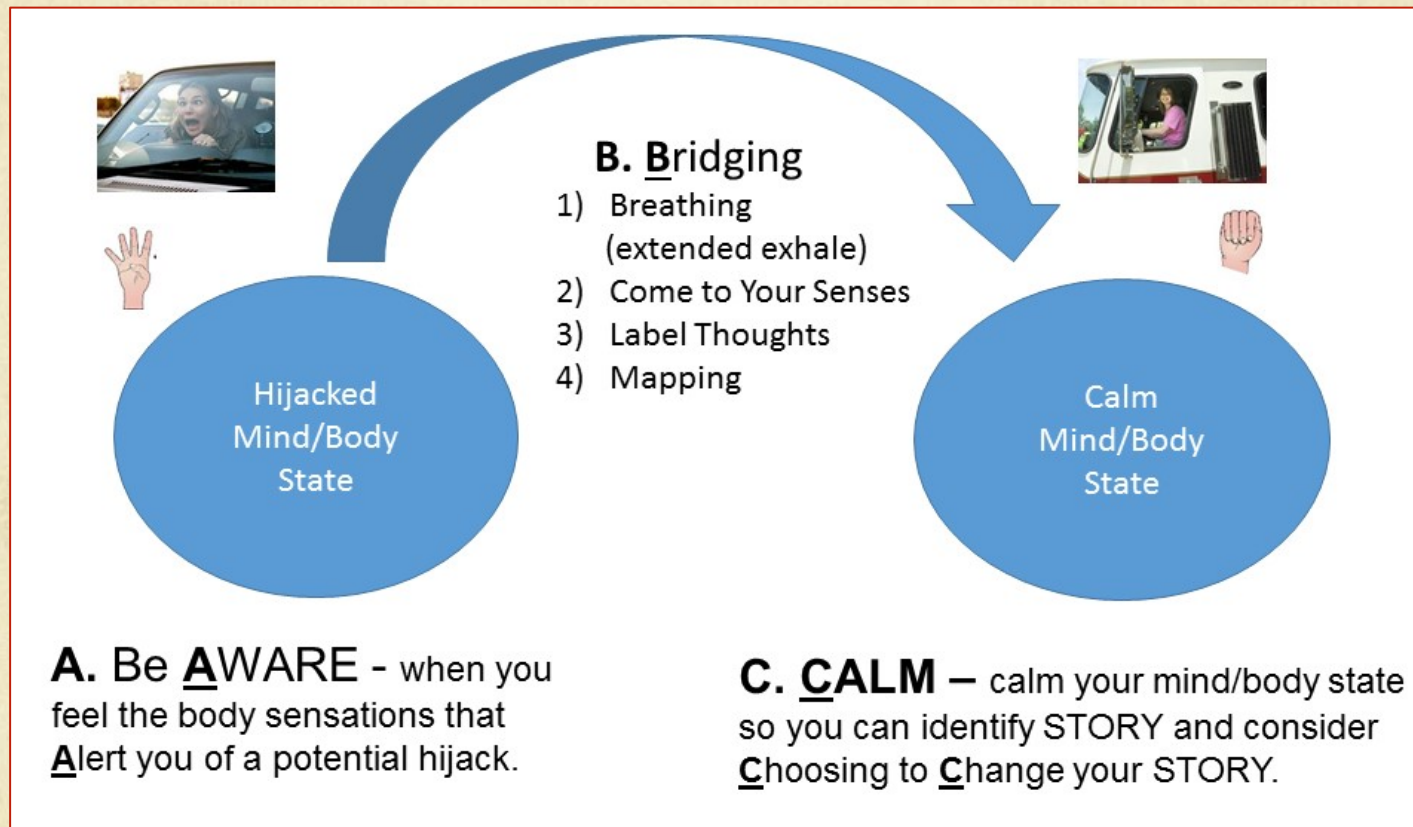 B. Bridging
1) Breathing
(extended exhale)
2) Come to Your Senses
3) Label Thoughts
4) Mapping
Hijacked
Mind/Body
State
Calm
Mind/Body
State
A. Be AWARE - when you
feel the body sensations that
Alert you of a potential hijack.
C. CALM – calm your mind/body state
so you can identify STORY and consider
Choosing to Change your STORY.